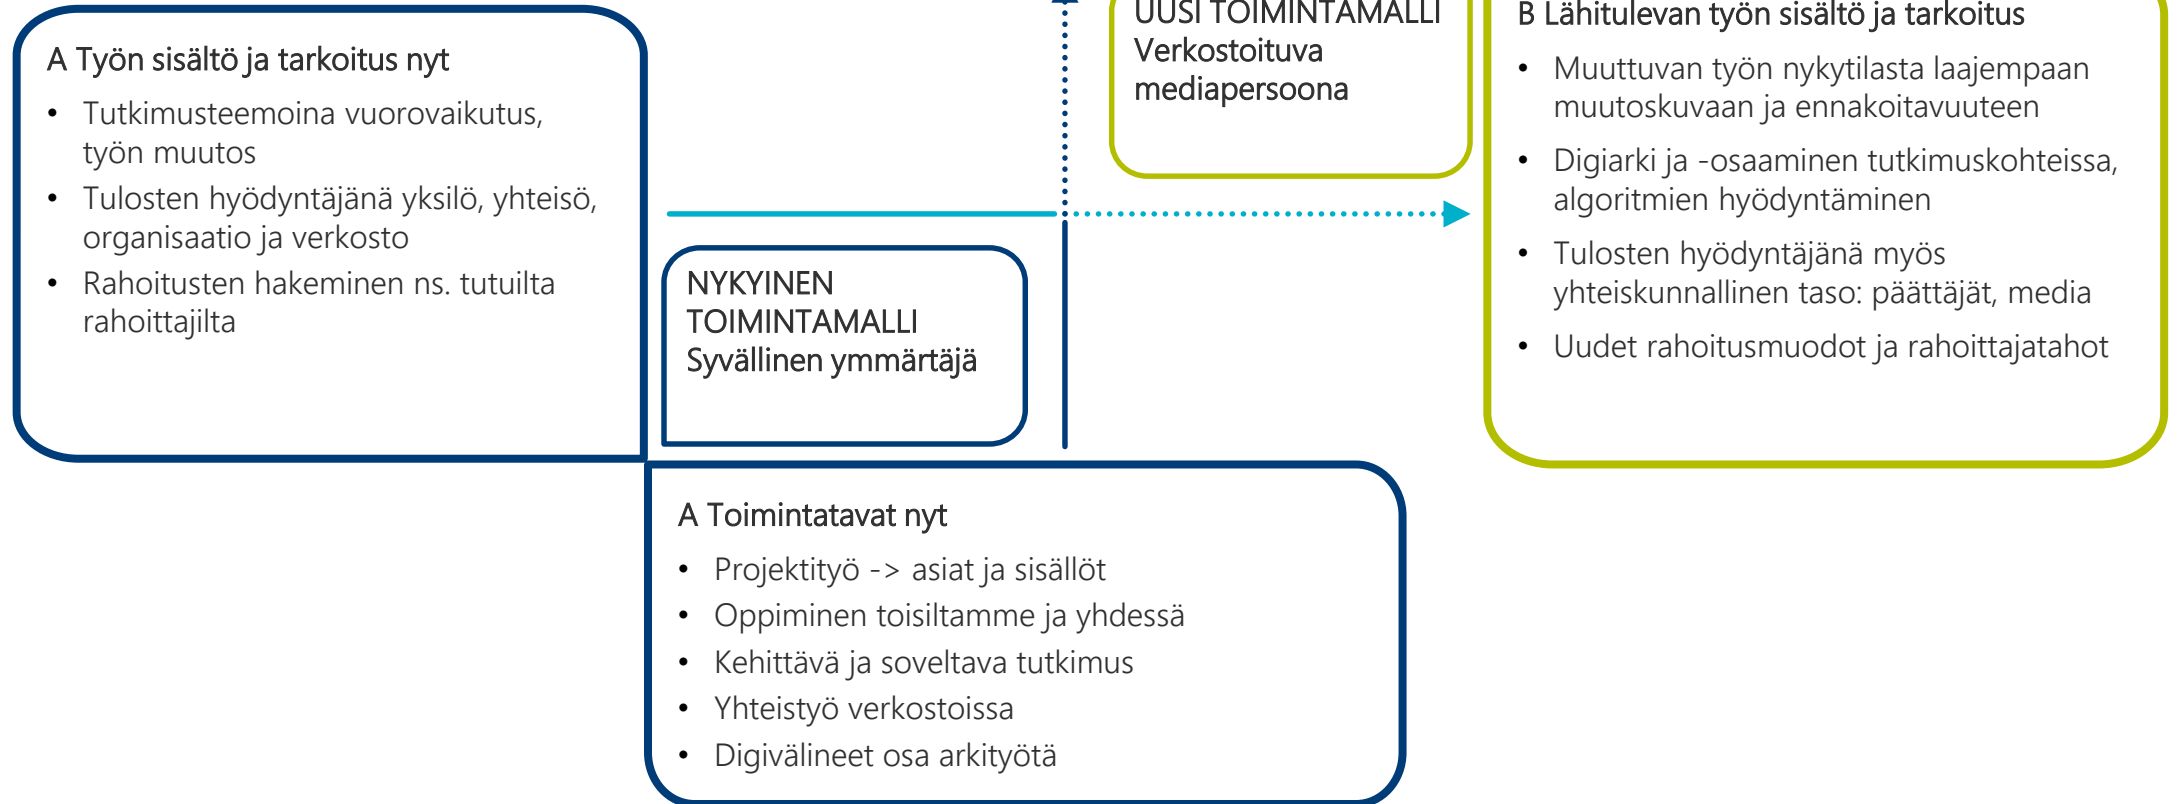 A Työn sisältö ja tarkoitus nyt
• Tutkimusteemoina vuorovaikutus,
työn muutos
• Tulosten hyödyntäjänä yksilö, yhteisö,
organisaatio ja verkosto
• Rahoitusten hakeminen ns. tutuilta
rahoittajilta
UUSI TOIMINTAMALLI
Verkostoituva
mediapersoona
B Lähitulevan työn sisältö ja tarkoitus
• Muuttuvan työn nykytilasta laajempaan
muutoskuvaan ja ennakoitavuuteen
• Digiarki ja -osaaminen tutkimuskohteissa,
algoritmien hyödyntäminen
• Tulosten hyödyntäjänä myös
yhteiskunnallinen taso: päättäjät, media
• Uudet rahoitusmuodot ja rahoittajatahot
NYKYINEN
TOIMINTAMALLI
Syvällinen ymmärtäjä
A Toimintatavat nyt
• Projektityö -> asiat ja sisällöt
• Oppiminen toisiltamme ja yhdessä
• Kehittävä ja soveltava tutkimus
• Yhteistyö verkostoissa
• Digivälineet osa arkityötä